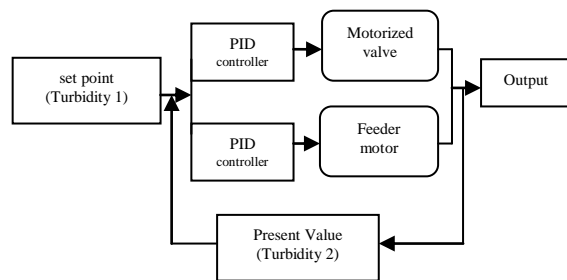 PID
controller
Motorized
valve
set point
(Turbidity 1)
Output
PID
controller
Feeder
motor
Present Value
(Turbidity 2)